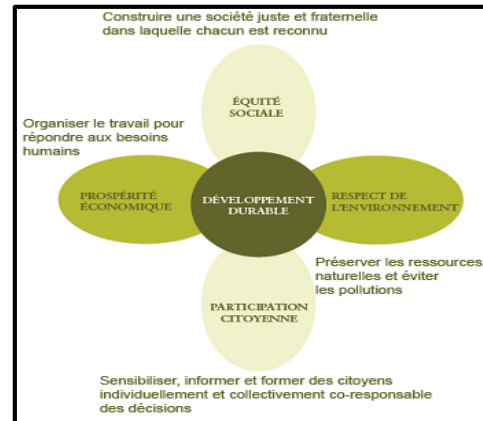 Construire une société juste et fraternelle
dans laquelle chacun est reconnu
ÉQUITÉ
SOCIALE
Organiser le travail pour
répondre aux besoins
humains
PROSPÉRITÉ
ÉCONOMIQUE
DÉVELOPPEMENT
DURABLE
RESPECT DE
L'ENVIRONNEMENT
Préserver les ressources
naturelles et éviter
les pollutions
PARTICIPATION
CITOYENNE
Sensibiliser, informer et former des citoyens
individuellement et collectivement co-responsable
des décisions